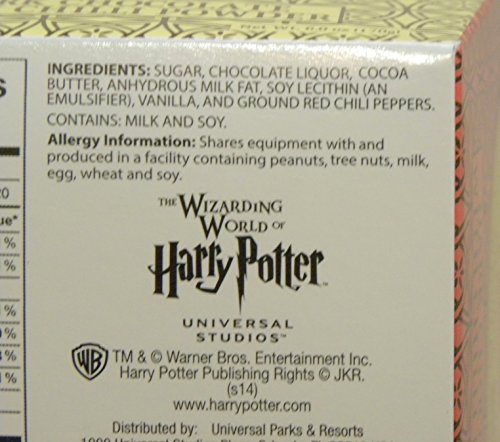 INGREDIENTS: SUGAR, CHOCOLATE LIQUOR, COCOA
BUTTER, ANHYDROUS MILK FAT, SOY LECITHIN (AN
EMULSIFIER), VANILLA, AND GROUND RED CHILI PEPPERS.
CONTAINS: MILK AND SOY.
Allergy Information: Shares equipment with and
produced in a facility containing peanuts, tree nuts, milk,
egg, wheat and soy.
THE WIZARDING
WORLD OF
Harry Potter™
UNIVERSAL
STUDIOS™
WB TM & © Warner Bros. Entertainment Inc.
Harry Potter Publishing Rights © JKR.
(s14)
www.harrypotter.com
Distributed by: Universal Parks & Resorts